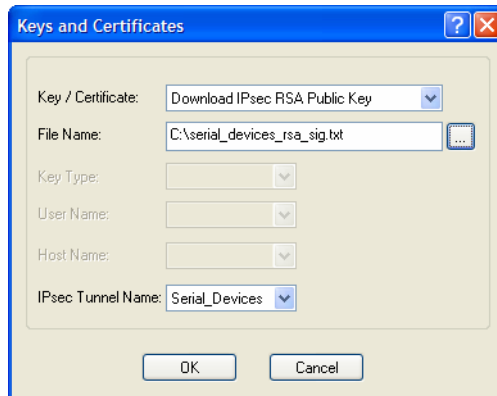 Keys and Certificates
Key / Certificate: Download IPsec RSA Public Key
File Name: C:\serial_devices_rsa_sig.txt ...
Key Type:
User Name:
Host Name:
IPsec Tunnel Name: Serial_Devices
OK Cancel